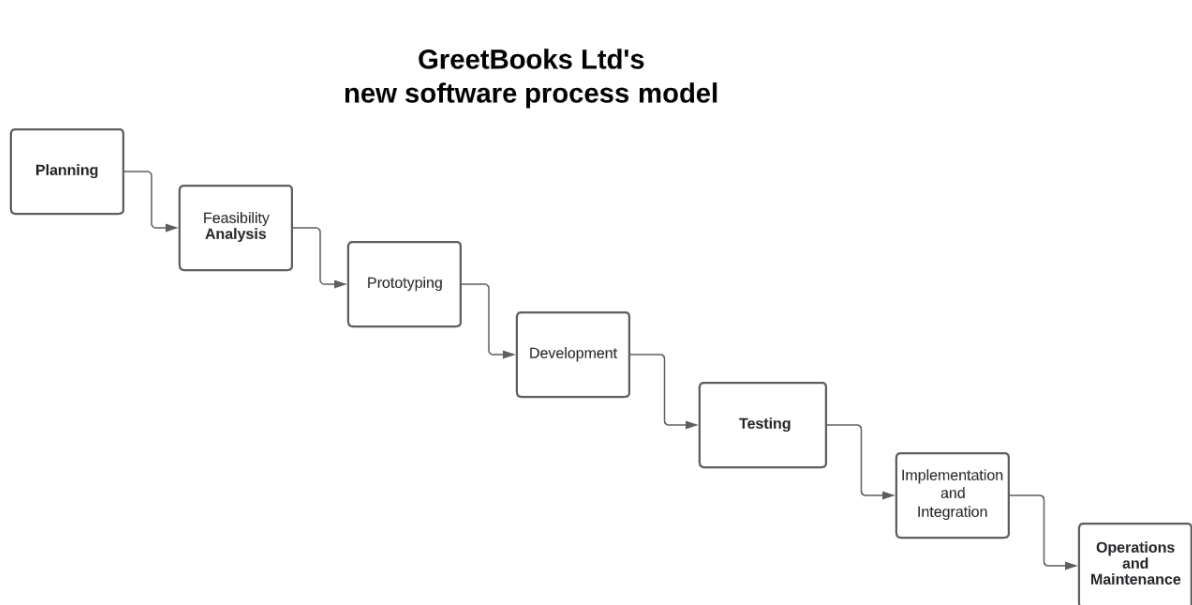 GreetBooks Ltd's
new software process model
Planning
Feasibility
Analysis
Prototyping
Development
Testing
Implementation
and
Integration
Operations
and
Maintenance